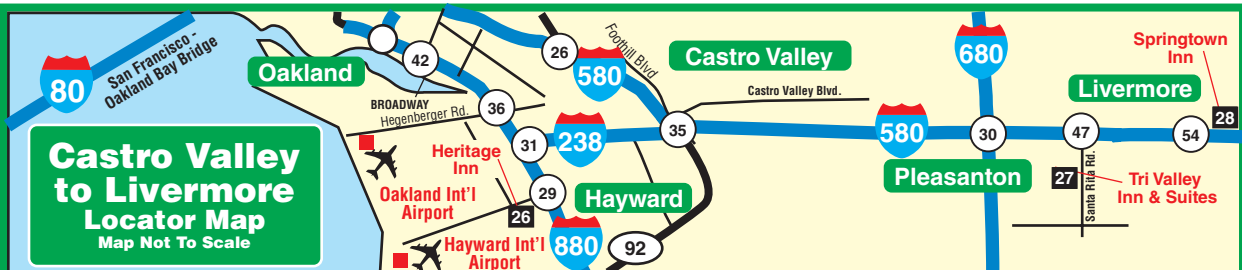 80
San Francisco -
Oakland Bay Bridge
Oakland
42
BROADWAY
Hegenberger Rd.
36
26
580
Foothill Blvd
Castro Valley
Castro Valley Blvd.
680
Springtown
Inn
Livermore
28
31
238
35
580
30
47
54
Castro Valley
to Livermore
Locator Map
Map Not To Scale
Heritage
Inn
26
29
Hayward
Oakland Int'l
Airport
Hayward Int'l
Airport
880
92
Pleasanton
27
Santa Rita Rd.
Tri Valley
Inn & Suites